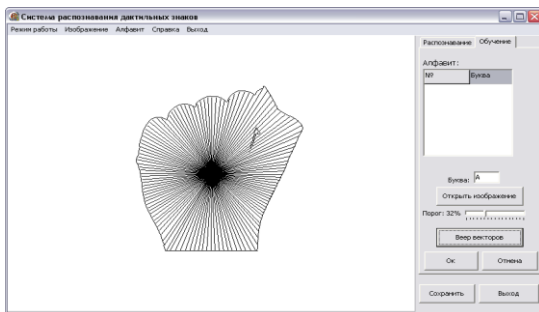 Система распознавания дактильных знаков
Режим работы Изображение Алфавит Справка Выход
Распознавание Обучение
Алфавит:
№ Буква
Буква: А
Открыть изображение
Порог: 32%
Веер векторов
Ок Отмена
Сохранить Выход